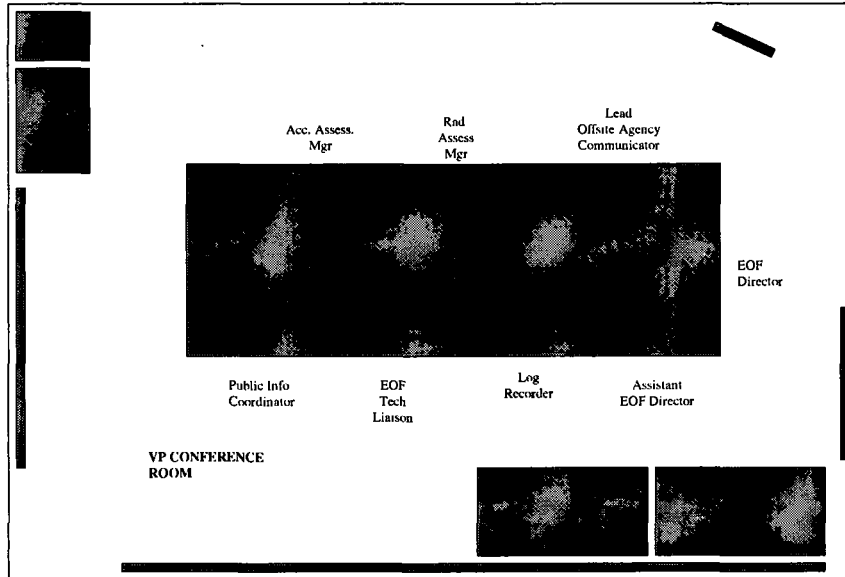 Acc. Assess.
Mgr
Rad
Assess
Mgr
Lead
Offsite Agency
Communicator
EOF
Director
Public Info
Coordinator
EOF
Tech
Liaison
Log
Recorder
Assistant
EOF Director
VP CONFERENCE
ROOM